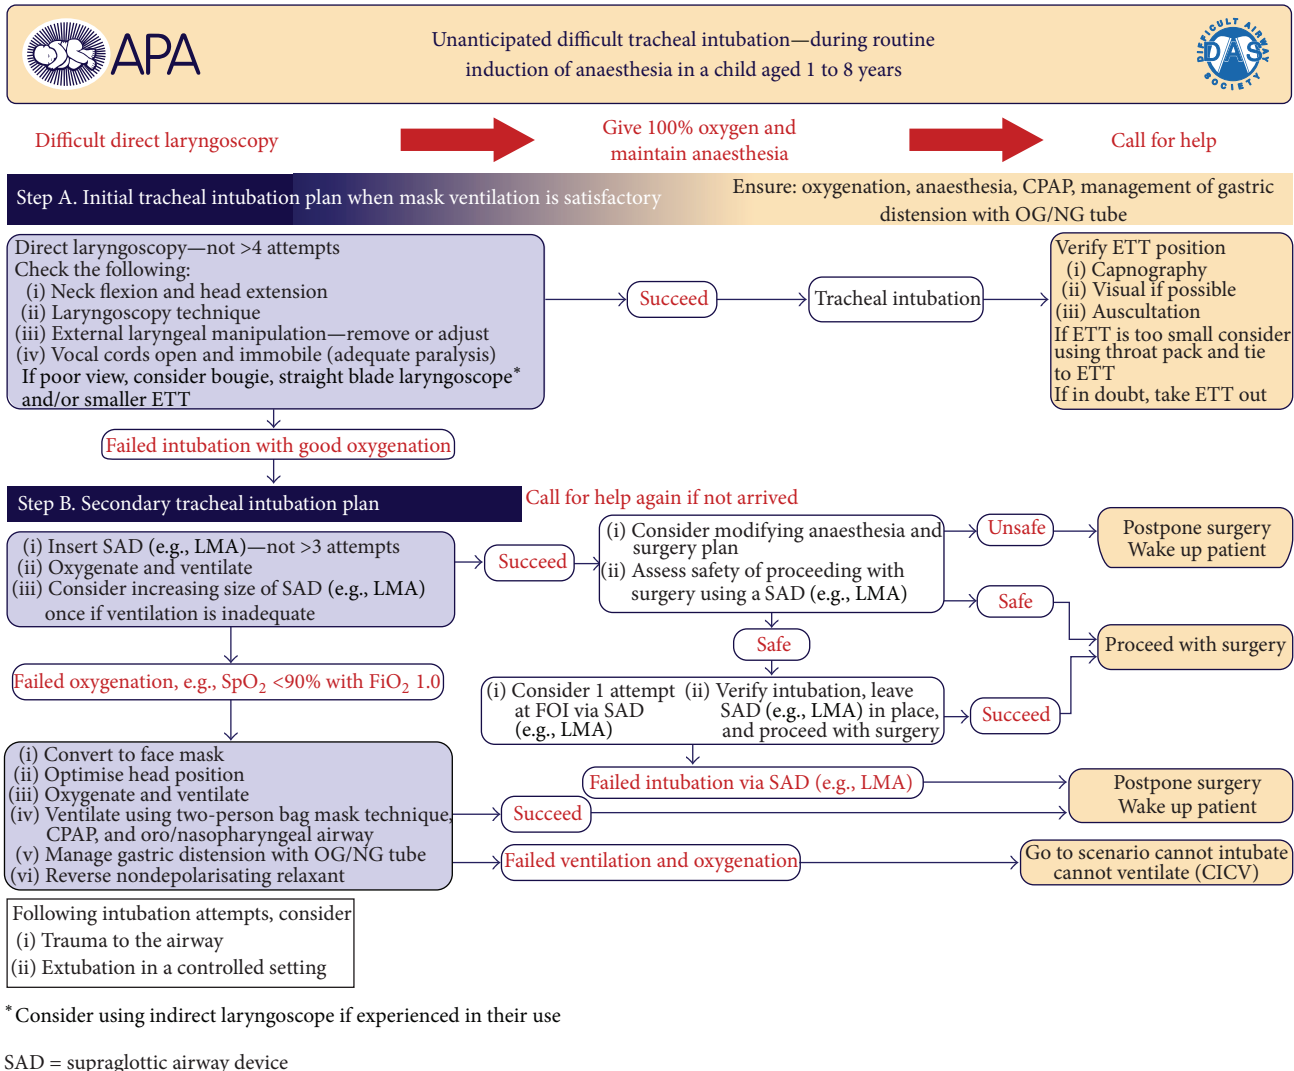 APA
Unanticipated difficult tracheal intubation—during routine
induction of anaesthesia in a child aged 1 to 8 years
DIFFICULT AIRWAY
DAS
SOCIETY
Difficult direct laryngoscopy
Give 100% oxygen and
maintain anaesthesia
Call for help
Step A. Initial tracheal intubation plan when mask ventilation is satisfactory
Ensure: oxygenation, anaesthesia, CPAP, management of gastric
distension with OG/NG tube
Direct laryngoscopy—not >4 attempts
Check the following:
(i) Neck flexion and head extension
(ii) Laryngoscopy technique
(iii) External laryngeal manipulation—remove or adjust
(iv) Vocal cords open and immobile (adequate paralysis)
If poor view, consider bougie, straight blade laryngoscope*
and/or smaller ETT
Succeed
Tracheal intubation
Verify ETT position
(i) Capnography
(ii) Visual if possible
(iii) Auscultation
If ETT is too small consider
using throat pack and tie
to ETT
If in doubt, take ETT out
Failed intubation with good oxygenation
Step B. Secondary tracheal intubation plan
Call for help again if not arrived
(i) Insert SAD (e.g., LMA)—not >3 attempts
(ii) Oxygenate and ventilate
(iii) Consider increasing size of SAD (e.g., LMA)
once if ventilation is inadequate
Succeed
(i) Consider modifying anaesthesia and
surgery plan
(ii) Assess safety of proceeding with
surgery using a SAD (e.g., LMA)
Unsafe
Postpone surgery
Wake up patient
Safe
Proceed with surgery
Safe
Failed oxygenation, e.g., SpO₂ <90% with FiO₂ 1.0
(i) Consider 1 attempt
at FOI via SAD
(e.g., LMA)
(ii) Verify intubation, leave
SAD (e.g., LMA) in place,
and proceed with surgery
Succeed
(i) Convert to face mask
(ii) Optimise head position
(iii) Oxygenate and ventilate
(iv) Ventilate using two-person bag mask technique,
CPAP, and oro/nasopharyngeal airway
(v) Manage gastric distension with OG/NG tube
(vi) Reverse nondepolarisating relaxant
Failed intubation via SAD (e.g., LMA)
Succeed
Postpone surgery
Wake up patient
Failed ventilation and oxygenation
Go to scenario cannot intubate
cannot ventilate (CICV)
Following intubation attempts, consider
(i) Trauma to the airway
(ii) Extubation in a controlled setting
*Consider using indirect laryngoscope if experienced in their use
SAD = supraglottic airway device